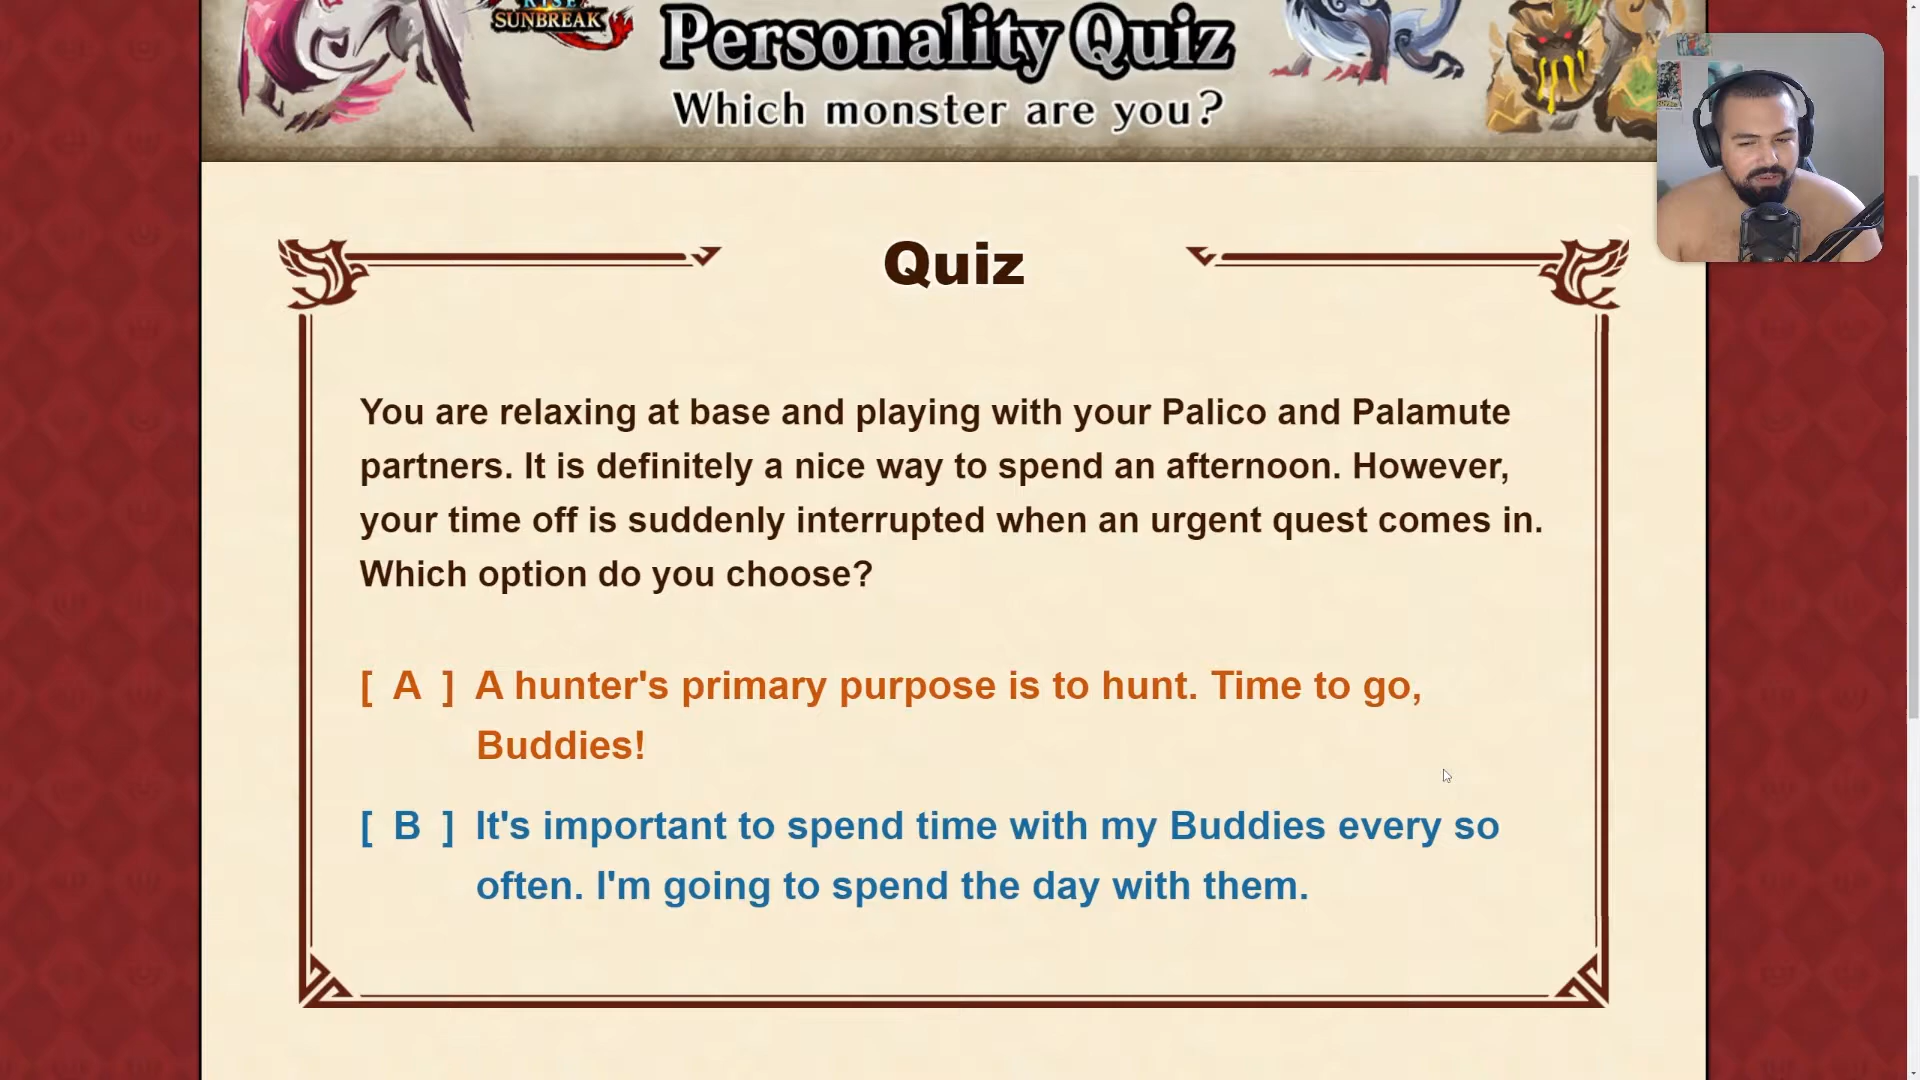 RISE
SUNBREAK
Personality Quiz
Which monster are you?
Quiz
You are relaxing at base and playing with your Palico and Palamute
partners. It is definitely a nice way to spend an afternoon. However,
your time off is suddenly interrupted when an urgent quest comes in.
Which option do you choose?
[ A ] A hunter's primary purpose is to hunt. Time to go,
Buddies!
[ B ] It's important to spend time with my Buddies every so
often. I'm going to spend the day with them.